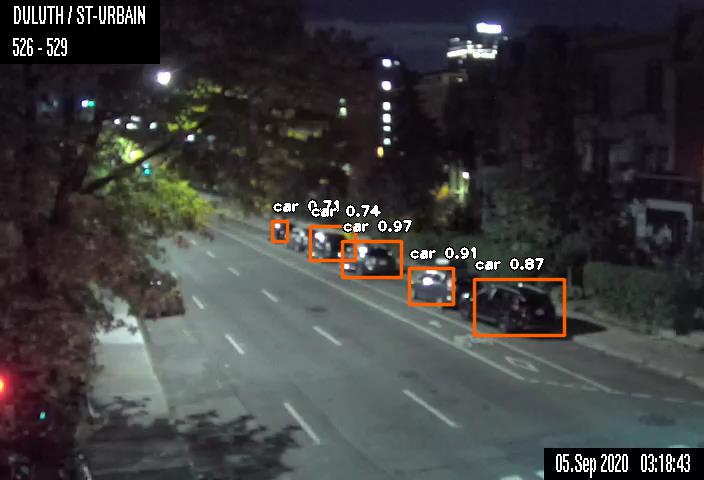 DULUTH / ST-URBAIN
526 - 529
car 0.71
car 0.74
car 0.97
car 0.91
car 0.87
05.Sep 2020 03:18:43